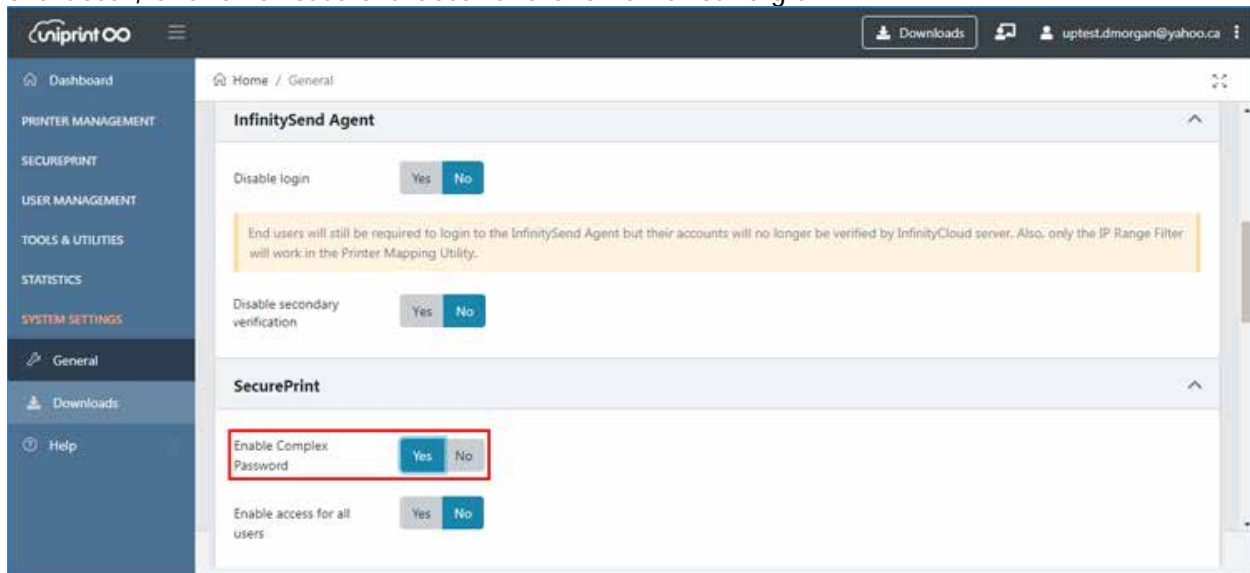 uniprint
Downloads
uptest.dmorgan@yahoo.ca
Dashboard
Home / General
PRINTER MANAGEMENT
InfinitySend Agent
SECUREPRINT
Disable login
Yes No
USER MANAGEMENT
TOOLS & UTILITIES
End users will still be required to login to the InfinitySend Agent but their accounts will no longer be verified by InfinityCloud server. Also, only the IP Range Filter
will work in the Printer Mapping Utility.
STATISTICS
Disable secondary
verification
Yes No
SYSTEM SETTINGS
General
SecurePrint
Downloads
Help
Enable Complex
Password
Yes No
Enable access for all
users
Yes No